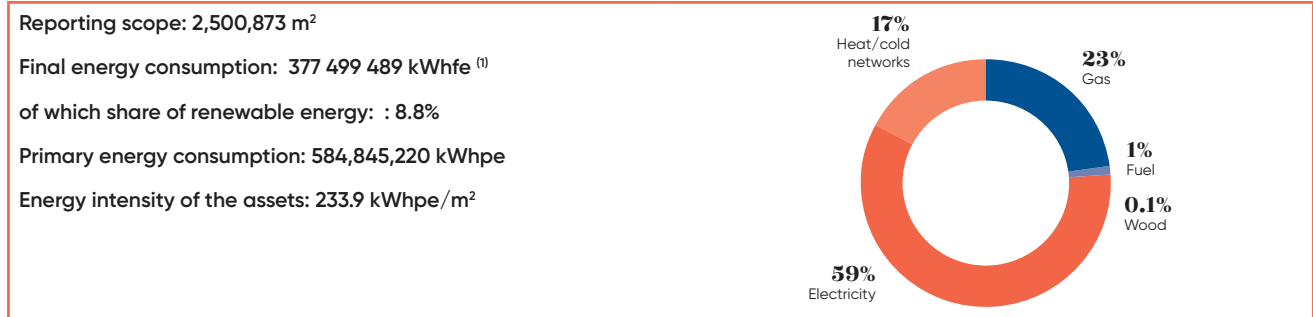 Reporting scope: 2,500,873 m²
Final energy consumption:  377 499 489 kWhfe ⁽¹⁾
of which share of renewable energy:  : 8.8%
Primary energy consumption: 584,845,220 kWhpe
Energy intensity of the assets: 233.9 kWhpe/m²
17%
Heat/cold
networks
23%
Gas
1%
Fuel
0.1%
Wood
59%
Electricity